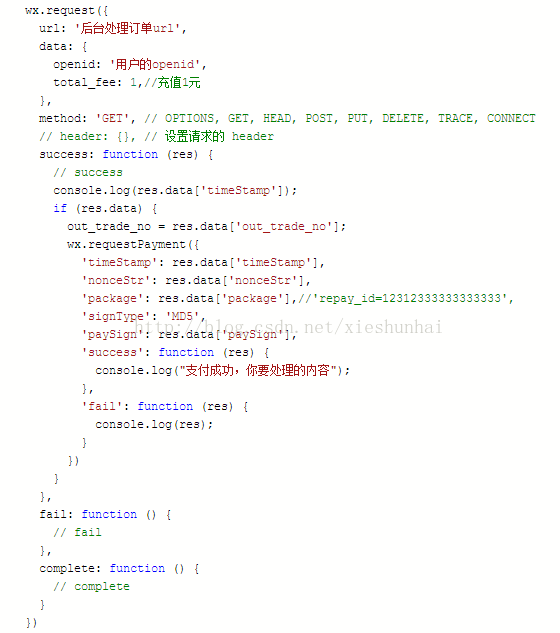 wx.request({
url: '后台处理订单url',
data: {
openid: '用户的openid',
total_fee: 1,//充值1元
},
method: 'GET', // OPTIONS, GET, HEAD, POST, PUT, DELETE, TRACE, CONNECT
// header: {}, // 设置请求的 header
success: function (res) {
// success
console.log(res.data['timeStamp']);
if (res.data) {
out_trade_no = res.data['out_trade_no'];
wx.requestPayment({
'timeStamp': res.data['timeStamp'],
'nonceStr': res.data['nonceStr'],
'package': res.data['package'],//'repay_id=12312333333333333',
'signType': 'MD5',
http://blog.csdn.net/xieshunhai
'paySign': res.data['paySign'],
'success': function (res) {
console.log("支付成功，你要处理的内容");
},
'fail': function (res) {
console.log(res);
}
})
}
},
fail: function () {
// fail
},
complete: function () {
// complete
}
})